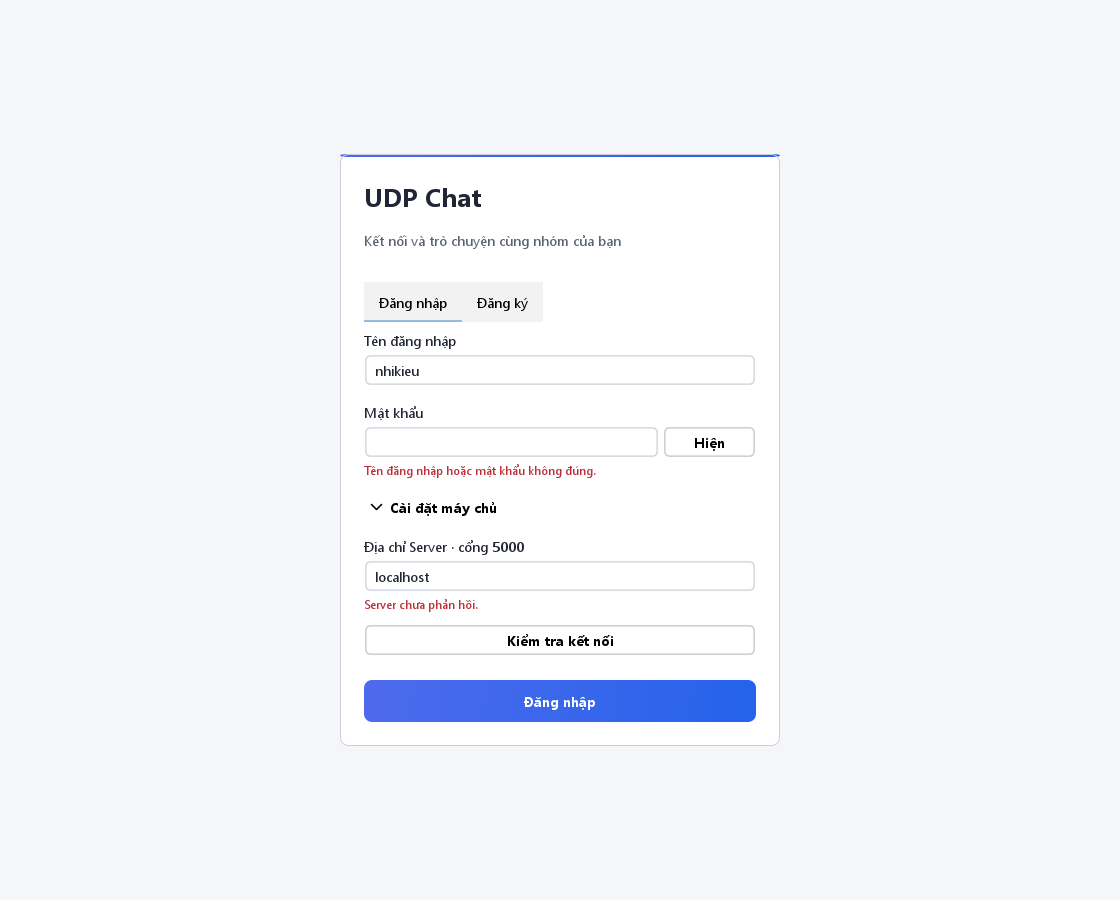 UDP Chat
Kết nối và trò chuyện cùng nhóm của bạn
Đăng nhập Đăng ký
Tên đăng nhập
nhikieu
Mật khẩu
Hiện
Tên đăng nhập hoặc mật khẩu không đúng.
Cài đặt máy chủ
Địa chỉ Server · cổng 5000
localhost
Server chưa phản hồi.
Kiểm tra kết nối
Đăng nhập